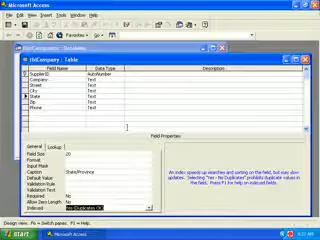 Microsoft Access
File Edit View Insert Tools Window Help
Favorites Go
tblCompany : Table
Field Name Data Type Description
SupplierID AutoNumber
Company Text
Street Text
City Text
State Text
Zip Text
Phone Text
Field Properties
General Lookup
Field Size 20
Format
Input Mask
Caption State/Province
Default Value
Validation Rule
Validation Text
Required No
Allow Zero Length No
Indexed Yes (Duplicates OK)
An index speeds up searches and sorting on the field, but may slow
updates. Selecting "Yes - No Duplicates" prohibits duplicate values in
the field. Press F1 for help on indexed fields.
Design view. F6 = Switch panes. F1 = Help.
start Microsoft Access